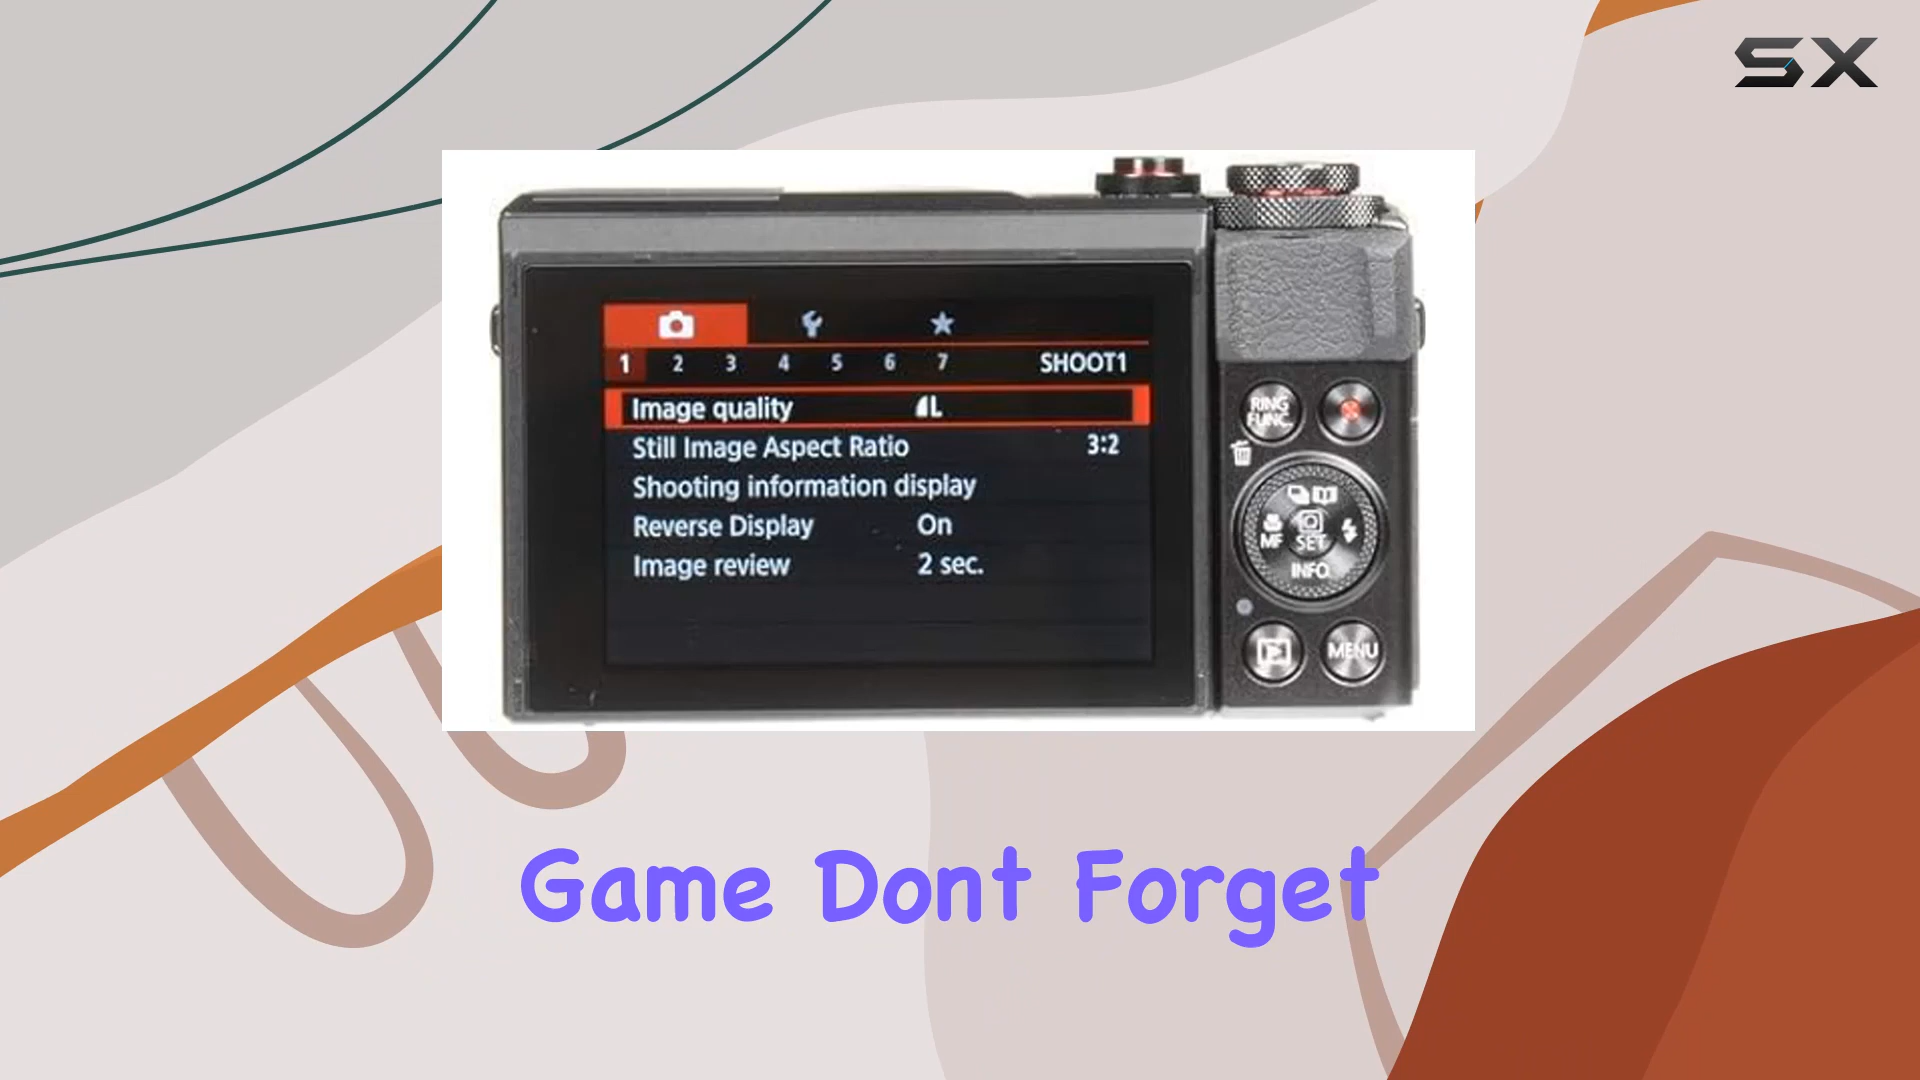 SX
1 2 3 4 5 6 7 SHOOT1
Image quality L
Still Image Aspect Ratio 3:2
Shooting information display
Reverse Display On
Image review 2 sec.
RING
FUNC.
MF
SET
INFO.
MENU
Game Dont Forget